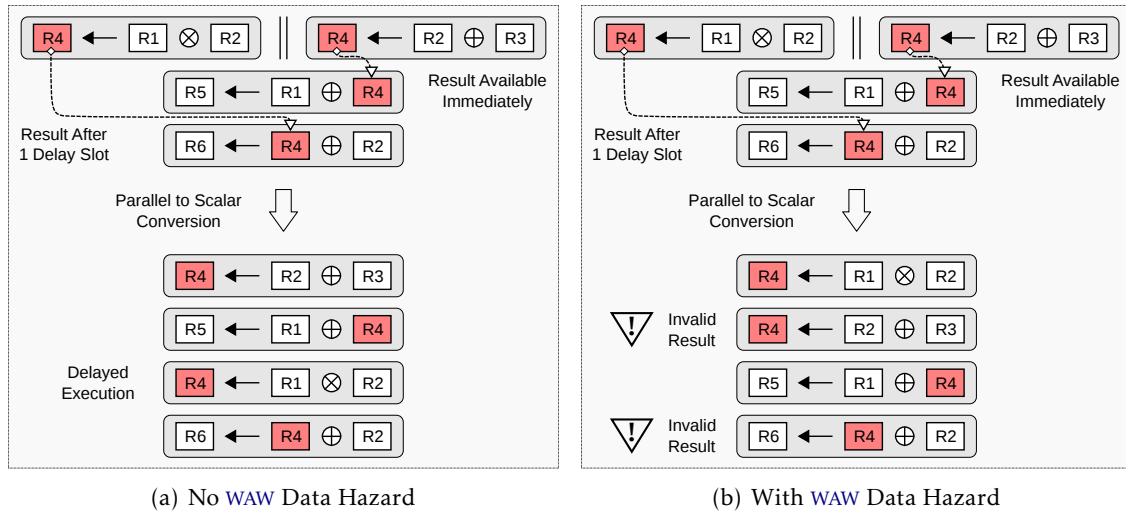 R4 ← R1 ⊗ R2 || R4 ← R2 ⊕ R3
R5 ← R1 ⊕ R4
Result Available
Immediately
Result After
1 Delay Slot
R6 ← R4 ⊕ R2
Parallel to Scalar
Conversion
R4 ← R2 ⊕ R3
R5 ← R1 ⊕ R4
Delayed
Execution
R4 ← R1 ⊗ R2
R6 ← R4 ⊕ R2
(a) No WAW Data Hazard
R4 ← R1 ⊗ R2 || R4 ← R2 ⊕ R3
R5 ← R1 ⊕ R4
Result Available
Immediately
Result After
1 Delay Slot
R6 ← R4 ⊕ R2
Parallel to Scalar
Conversion
R4 ← R1 ⊗ R2
!
Invalid
Result
R4 ← R2 ⊕ R3
R5 ← R1 ⊕ R4
!
Invalid
Result
R6 ← R4 ⊕ R2
(b) With WAW Data Hazard